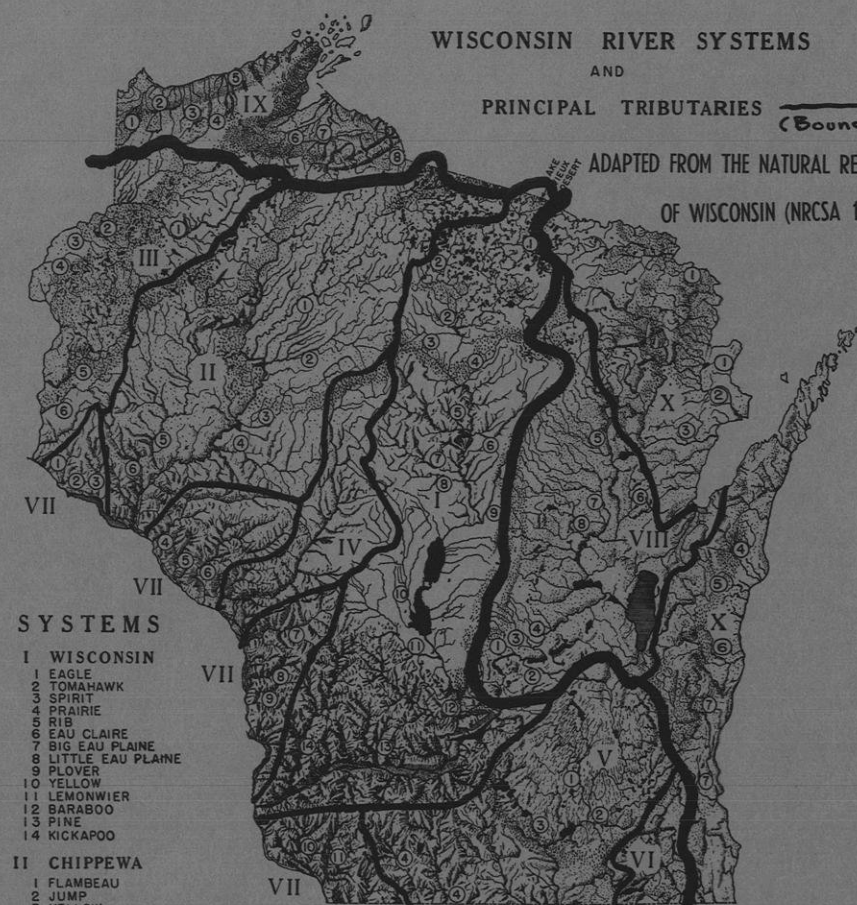 WISCONSIN RIVER SYSTEMS
AND
PRINCIPAL TRIBUTARIES
(Boun
ADAPTED FROM THE NATURAL RE
OF WISCONSIN (NRCSA 1
LAKE
VIEUX
DESERT
IX
III
II
X
I
IV
VIII
VII
VII
VII
X
V
VI
VII
SYSTEMS
I WISCONSIN
1 EAGLE
2 TOMAHAWK
3 SPIRIT
4 PRAIRIE
5 RIB
6 EAU CLAIRE
7 BIG EAU PLAINE
8 LITTLE EAU PLAINE
9 PLOVER
10 YELLOW
11 LEMONWIER
12 BARABOO
13 PINE
14 KICKAPOO
II CHIPPEWA
1 FLAMBEAU
2 JUMP